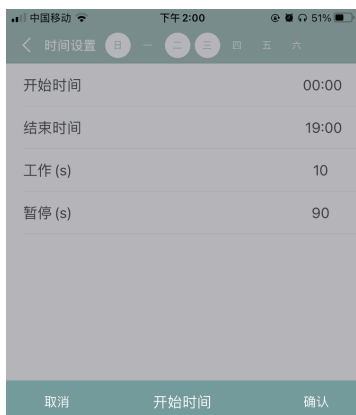 中国移动 下午2:00 51%
时间设置 日 一 二 三 四 五 六
开始时间 00:00
结束时间 19:00
工作(s) 10
暂停(s) 90
取消 开始时间 确认